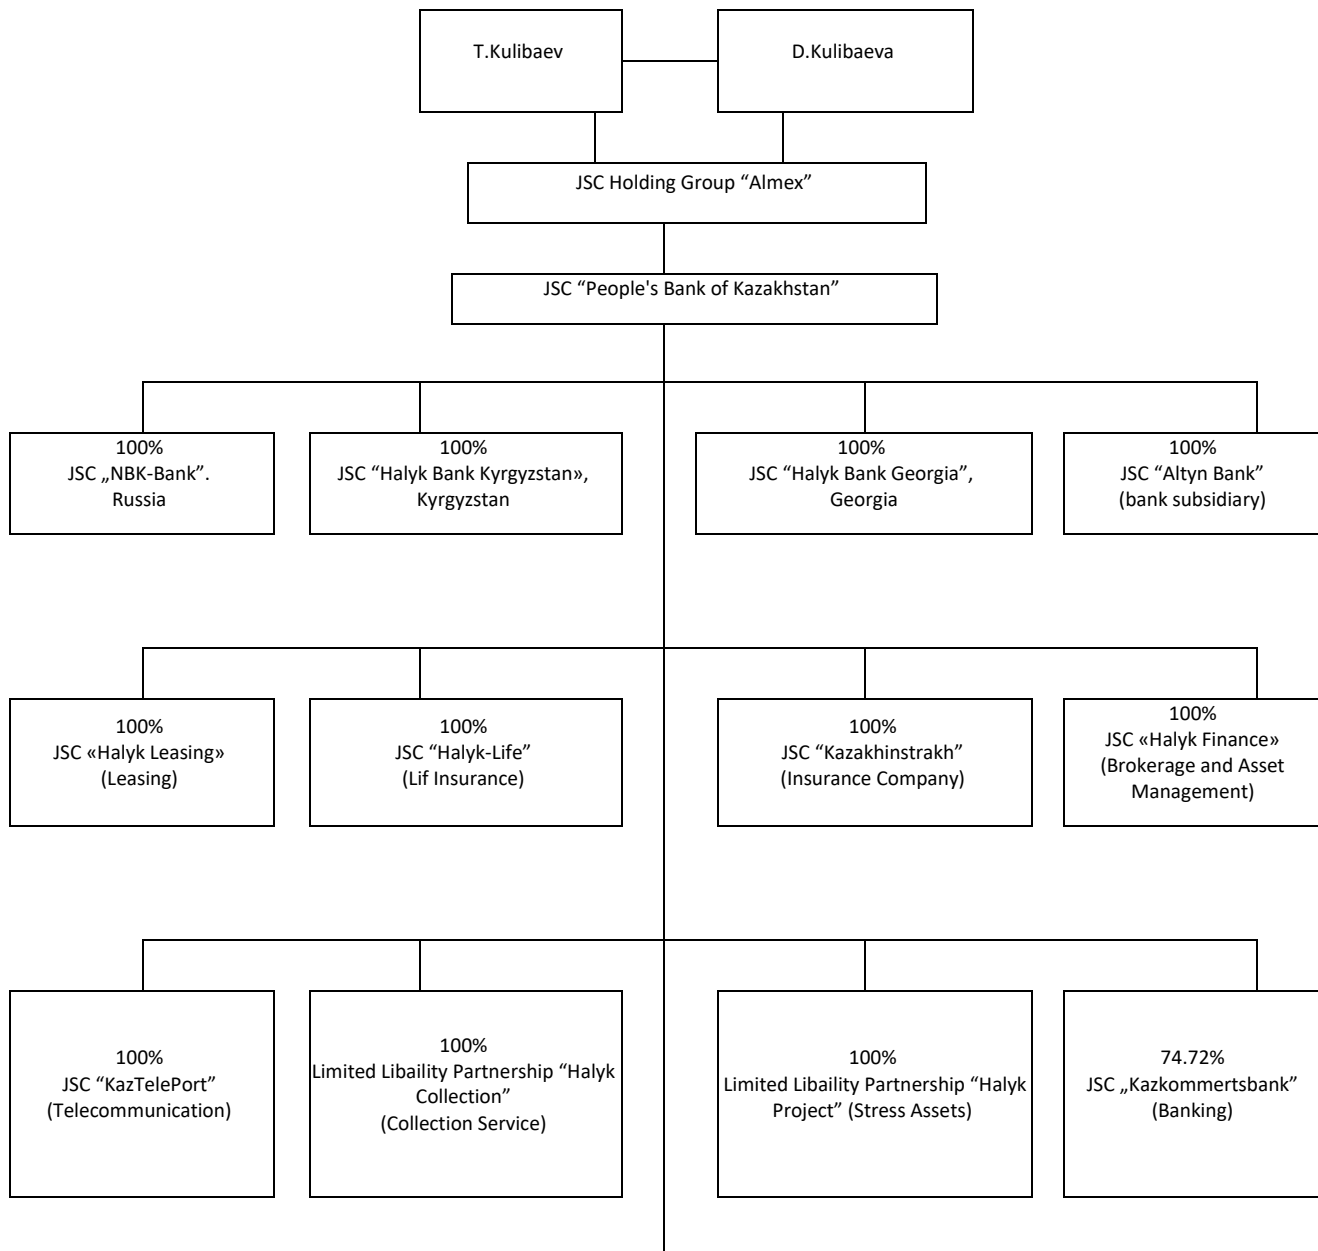 T.Kulibaev
D.Kulibaeva
JSC Holding Group “Almex”
JSC “People's Bank of Kazakhstan”
100%
JSC „NBK-Bank”.
Russia
100%
JSC “Halyk Bank Kyrgyzstan»,
Kyrgyzstan
100%
JSC “Halyk Bank Georgia”,
Georgia
100%
JSC “Altyn Bank”
(bank subsidiary)
100%
JSC «Halyk Leasing»
(Leasing)
100%
JSC “Halyk-Life”
(Lif Insurance)
100%
JSC “Kazakhinstrakh”
(Insurance Company)
100%
JSC «Halyk Finance»
(Brokerage and Asset
Management)
100%
JSC “KazTelePort”
(Telecommunication)
100%
Limited Libaility Partnership “Halyk
Collection”
(Collection Service)
100%
Limited Libaility Partnership “Halyk
Project” (Stress Assets)
74.72%
JSC „Kazkommertsbank”
(Banking)